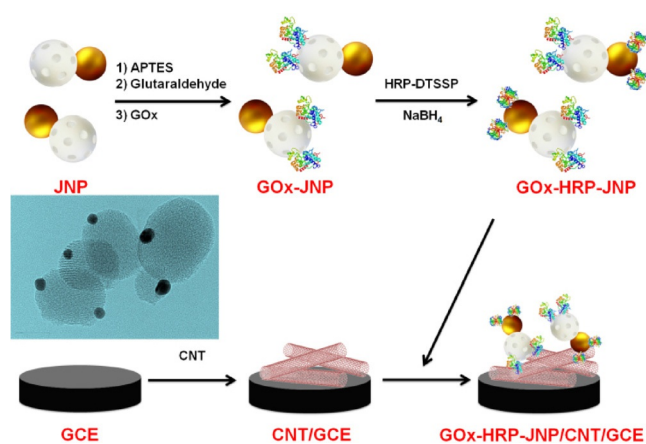 1) APTES
2) Glutaraldehyde
3) GOx
HRP-DTSSP
NaBH4
JNP
GOx-JNP
GOx-HRP-JNP
CNT
GCE
CNT/GCE
GOx-HRP-JNP/CNT/GCE